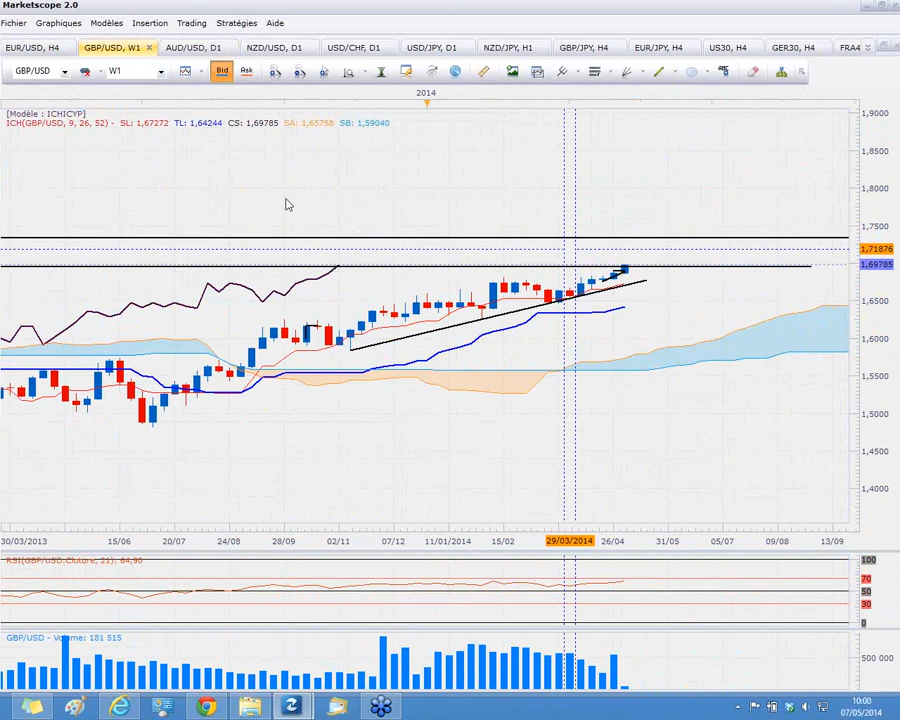 Marketscope 2.0
Fichier Graphiques Modèles Insertion Trading Stratégies Aide
EUR/USD, H4 GBP/USD, W1 AUD/USD, D1 NZD/USD, D1 USD/CHF, D1 USD/JPY, D1 NZD/JPY, H1 GBP/JPY, H4 EUR/JPY, H4 US30, H4 GER30, H4 FRA4
GBP/USD W1 Bid Ask ABC
2014
[Modèle : ICHICYP]
ICH(GBP/USD, 9, 26, 52) - SL: 1,67272 TL: 1,64244 CS: 1,69785 SA: 1,65758 SB: 1,59040
1,9000
1,8500
1,8000
1,7500
1,71876
1,69785
1,6500
1,6000
1,5500
1,5000
1,4500
1,4000
30/03/2013 15/06 20/07 24/08 28/09 02/11 07/12 11/01/2014 15/02 29/03/2014 26/04 31/05 05/07 09/08 13/09
RSI(GBP/USD.Cloture, 21): 64,90
100
70
50
30
0
GBP/USD - Volume: 181 515
500 000
10:00
07/05/2014